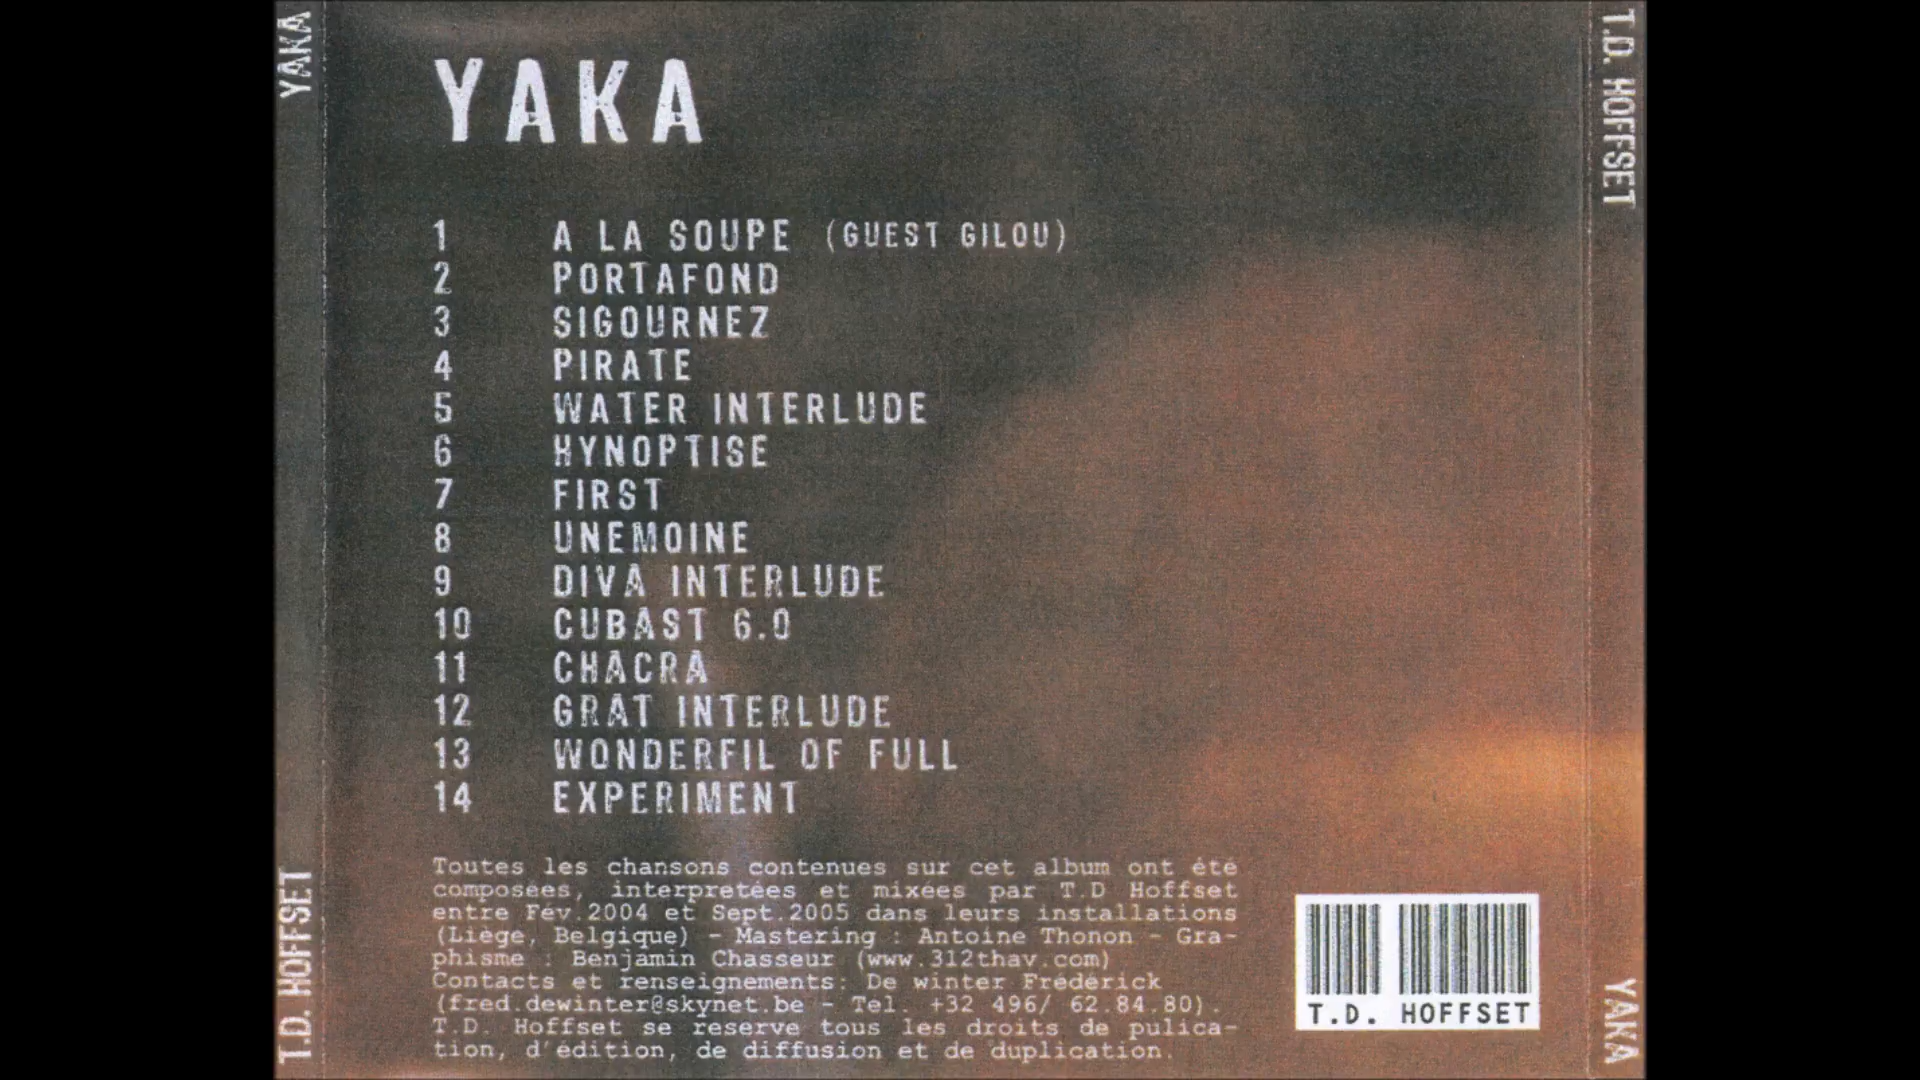 YAKA
T.D. HOFFSET
YAKA
1 A LA SOUPE (GUEST GILOU)
2 PORTAFOND
3 SIGOURNEZ
4 PIRATE
5 WATER INTERLUDE
6 HYNOPTISE
7 FIRST
8 UNEMOINE
9 DIVA INTERLUDE
10 CUBAST 6.0
11 CHACRA
12 GRAT INTERLUDE
13 WONDERFIL OF FULL
14 EXPERIMENT
Toutes les chansons contenues sur cet album ont été
composées, interpretées et mixées par T.D Hoffset
entre Fév.2004 et Sept.2005 dans leurs installations
(Liège, Belgique) - Mastering : Antoine Thonon - Gra-
phisme : Benjamin Chasseur (www.312thav.com)
Contacts et renseignements: De winter Frédérick
(fred.dewinter@skynet.be - Tel. +32 496/ 62.84.80).
T.D. Hoffset se reserve tous les droits de pulica-
tion, d'édition, de diffusion et de duplication.
T.D. HOFFSET
T.D. HOFFSET
YAKA